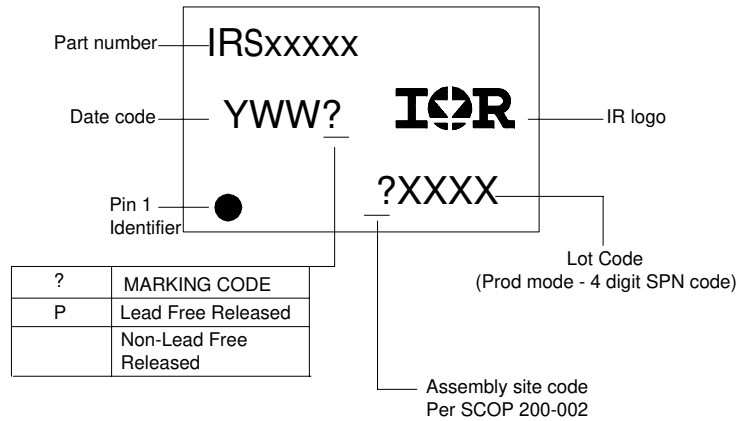 Part number
IRSxxxxx
Date code
YWW?
IOR
IR logo
?XXXX
Pin 1
Identifier
Lot Code
(Prod mode - 4 digit SPN code)
? MARKING CODE
P Lead Free Released
Non-Lead Free
Released
Assembly site code
Per SCOP 200-002